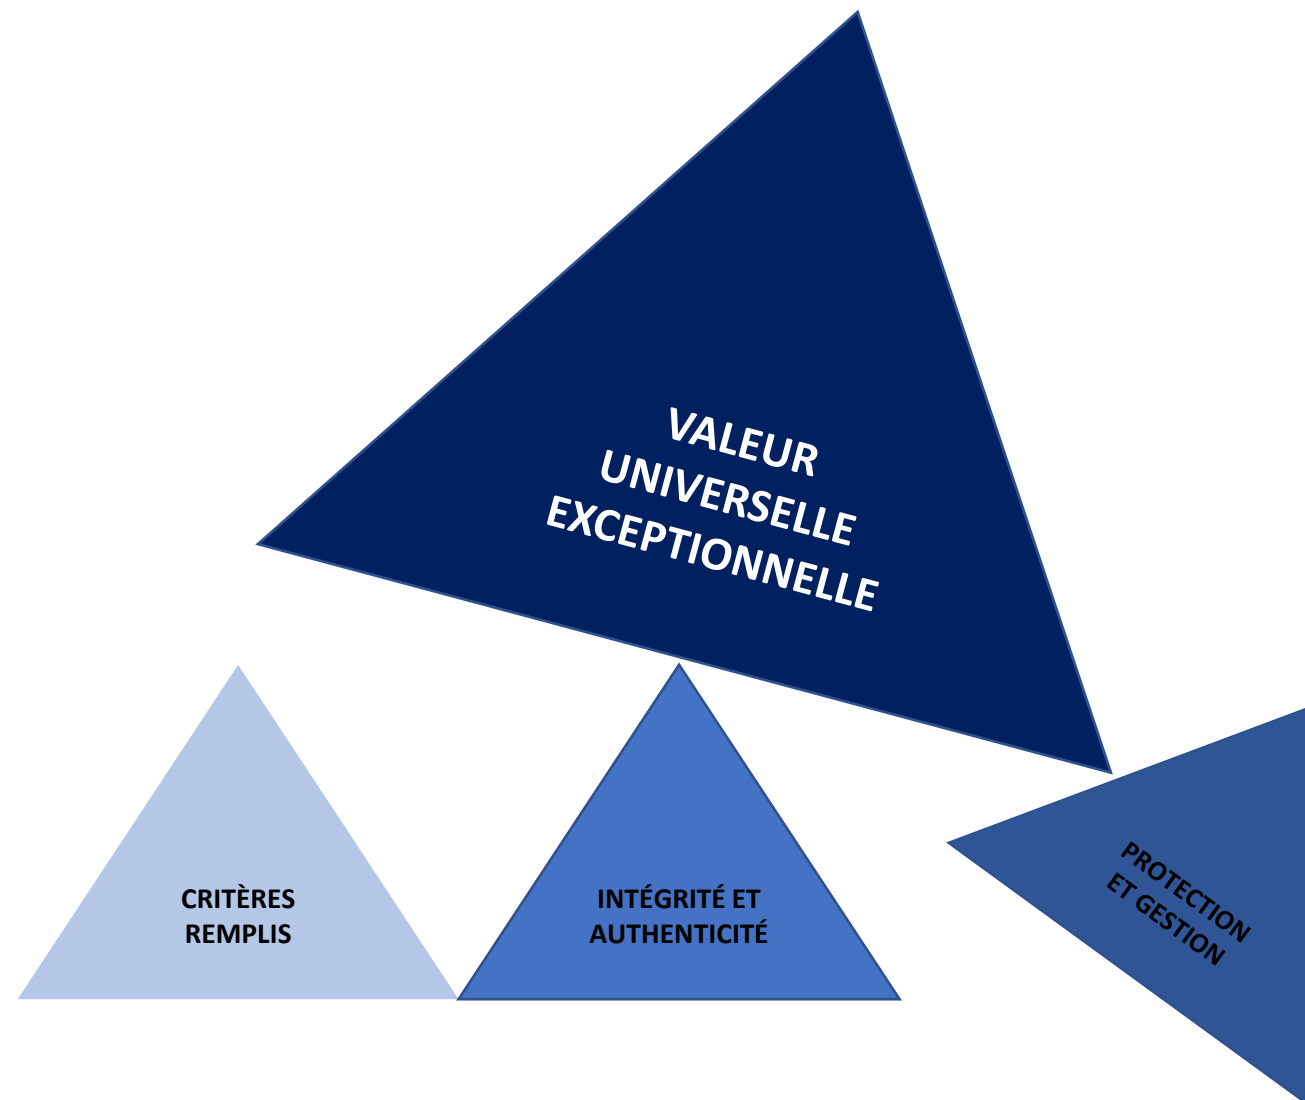 VALEUR
UNIVERSELLE
EXCEPTIONNELLE
CRITÈRES
REMPLIS
INTÉGRITÉ ET
AUTHENTICITÉ
PROTECTION
ET GESTION